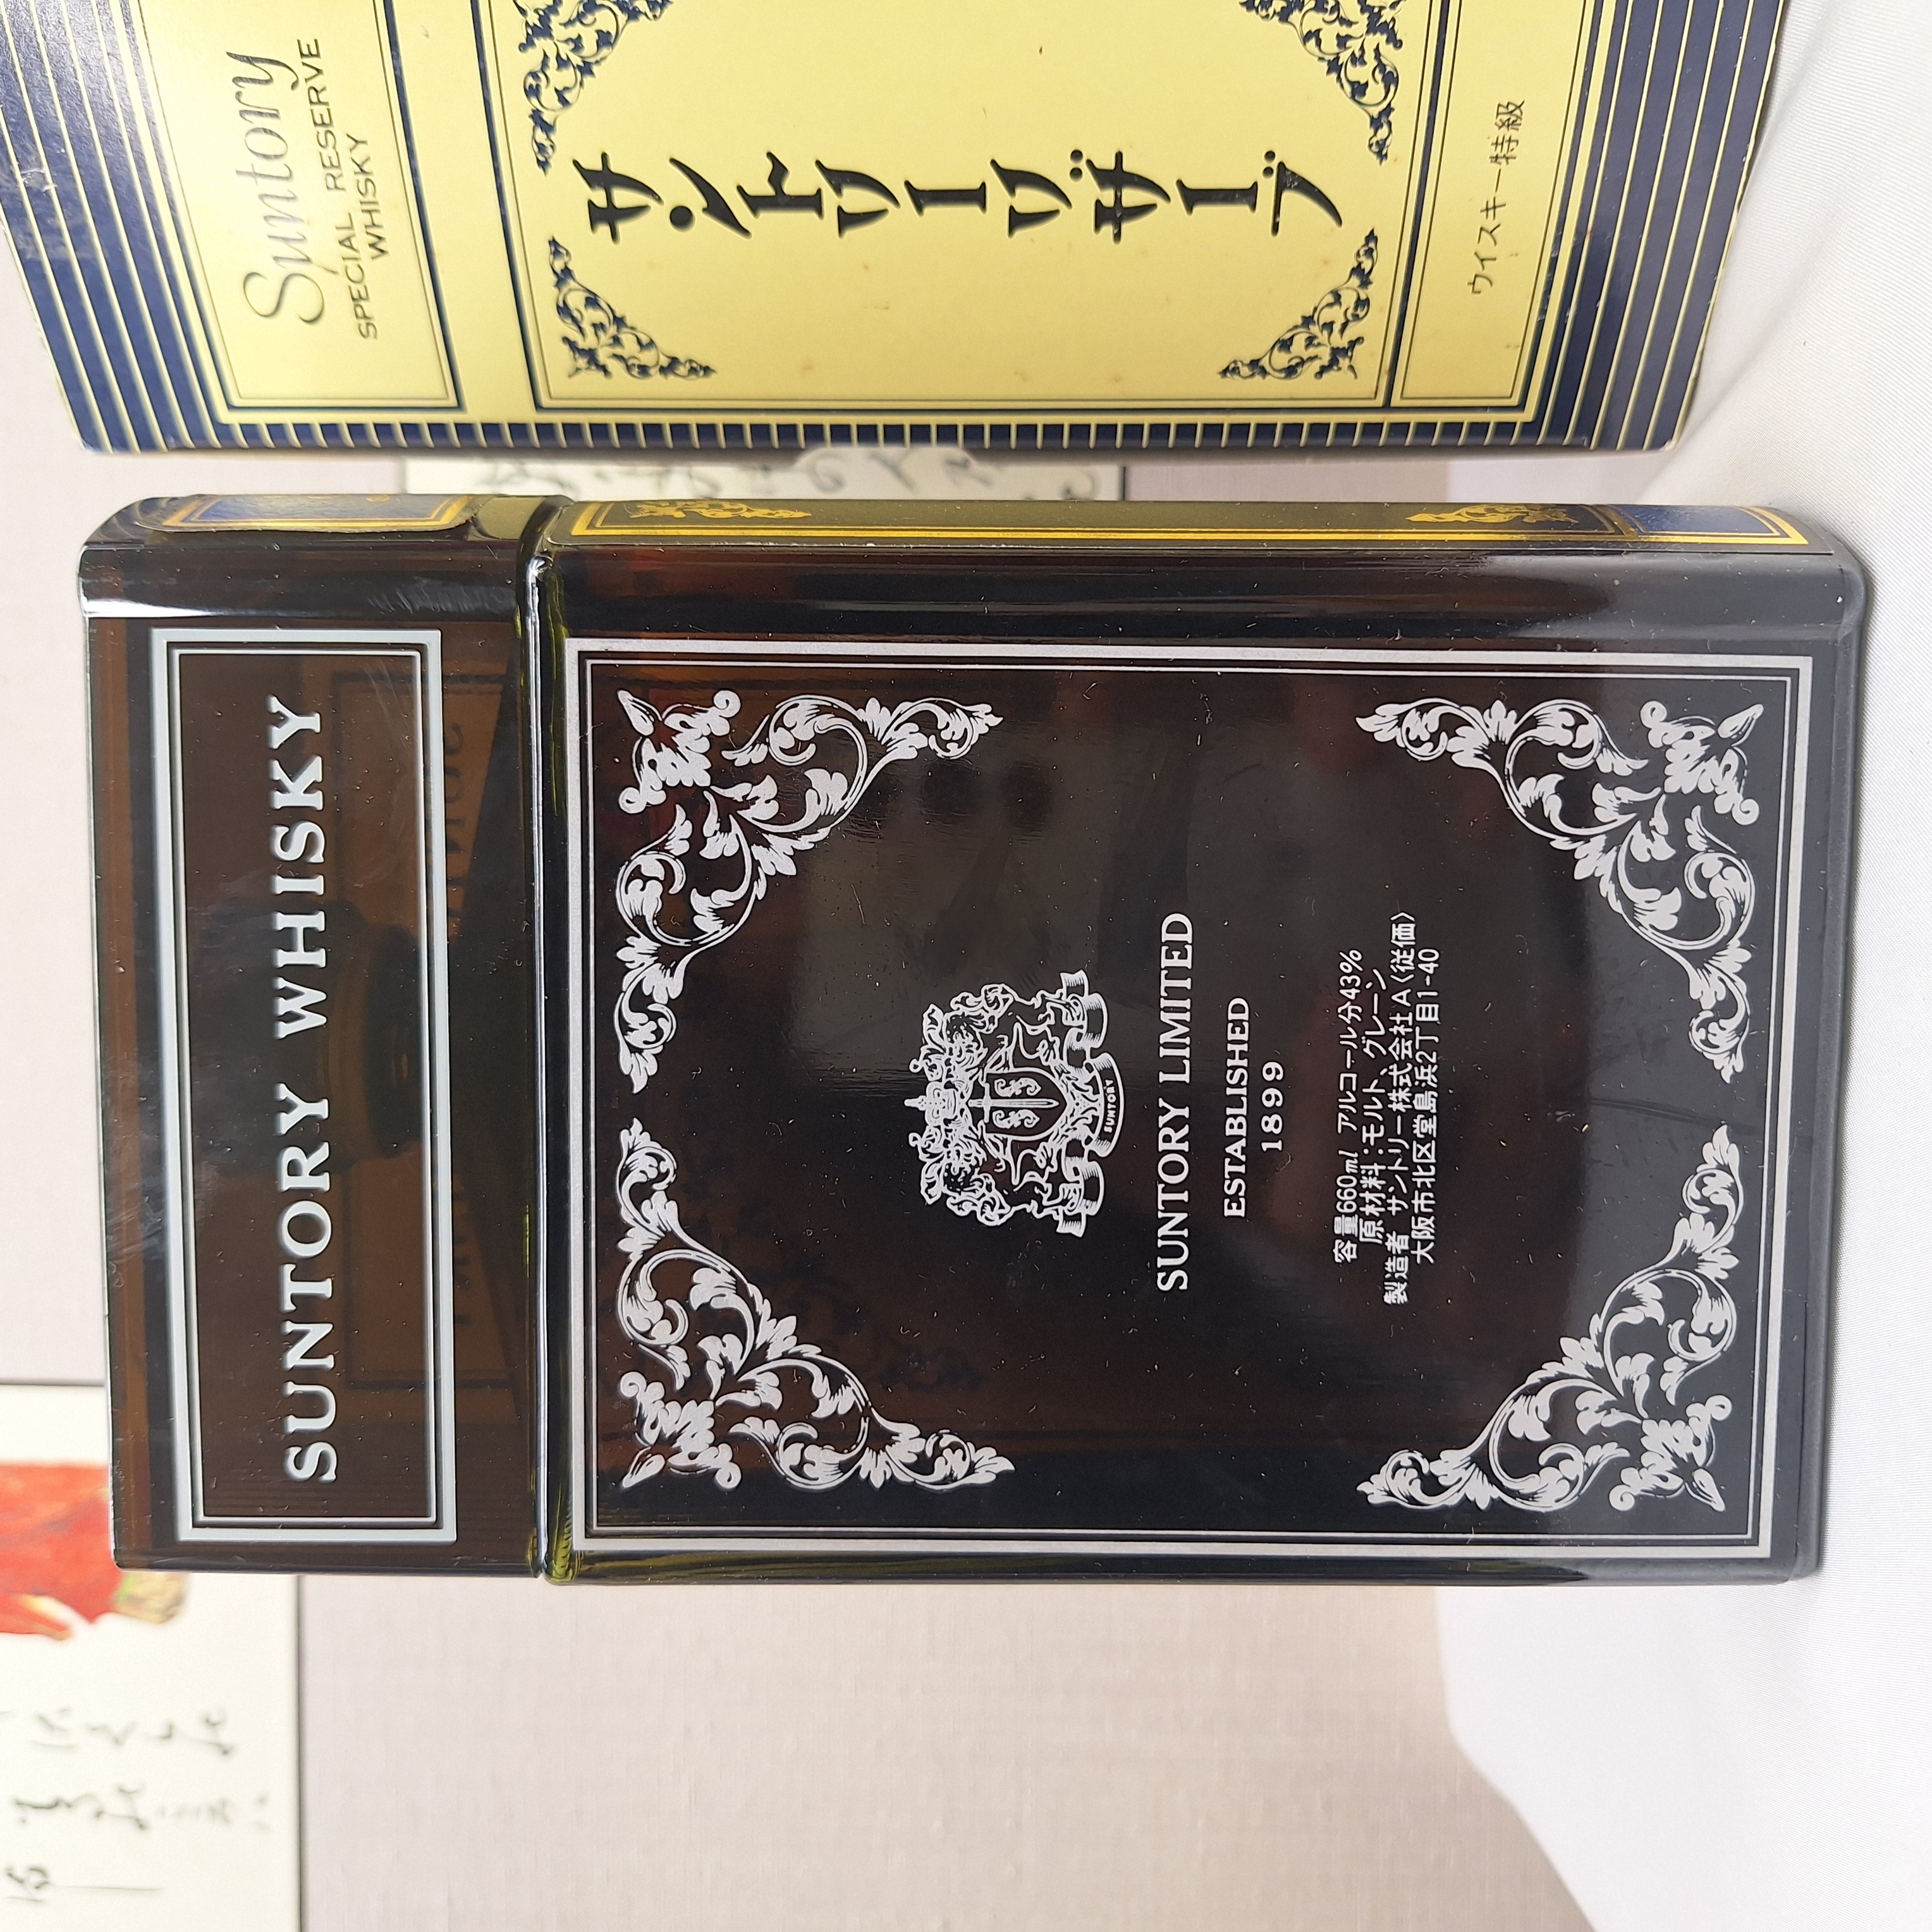 SUNTORY WHISKY
SUNTORY
SUNTORY LIMITED
ESTABLISHED
1899
容量660ml アルコール分43%
原材料：モルト、グレーン
製造者 サントリー株式会社A〈従価〉
大阪市北区堂島浜2丁目1-40
Suntory
SPECIAL RESERVE
WHISKY
サントリーリザーブ
ウイスキー特級